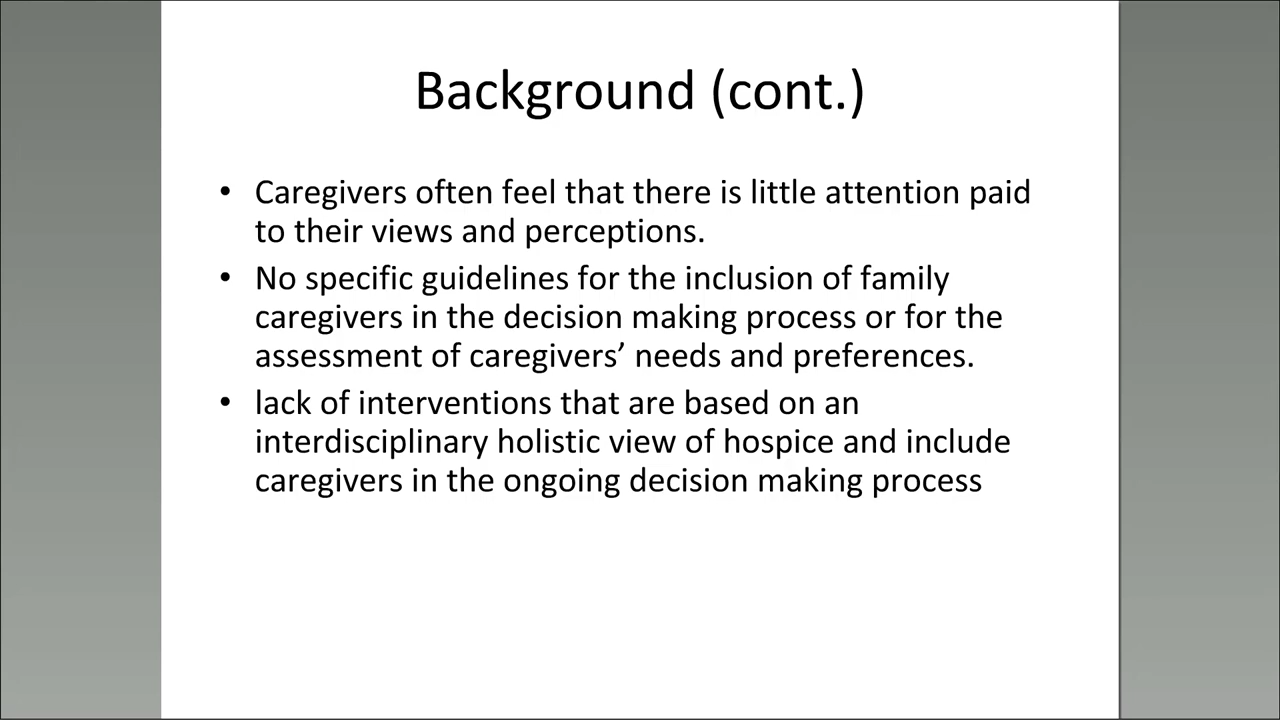 Background (cont.)
• Caregivers often feel that there is little attention paid
to their views and perceptions.
• No specific guidelines for the inclusion of family
caregivers in the decision making process or for the
assessment of caregivers’ needs and preferences.
• lack of interventions that are based on an
interdisciplinary holistic view of hospice and include
caregivers in the ongoing decision making process